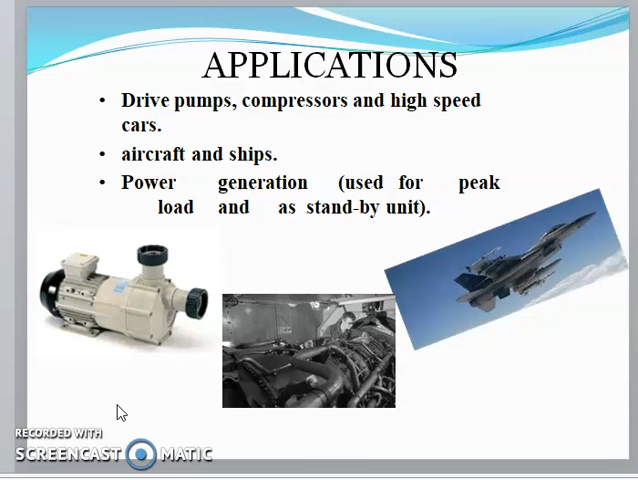 APPLICATIONS
• Drive pumps, compressors and high speed
cars.
• aircraft and ships.
• Power generation (used for peak
load and as stand-by unit).
RECORDED WITH
SCREENCAST MATIC